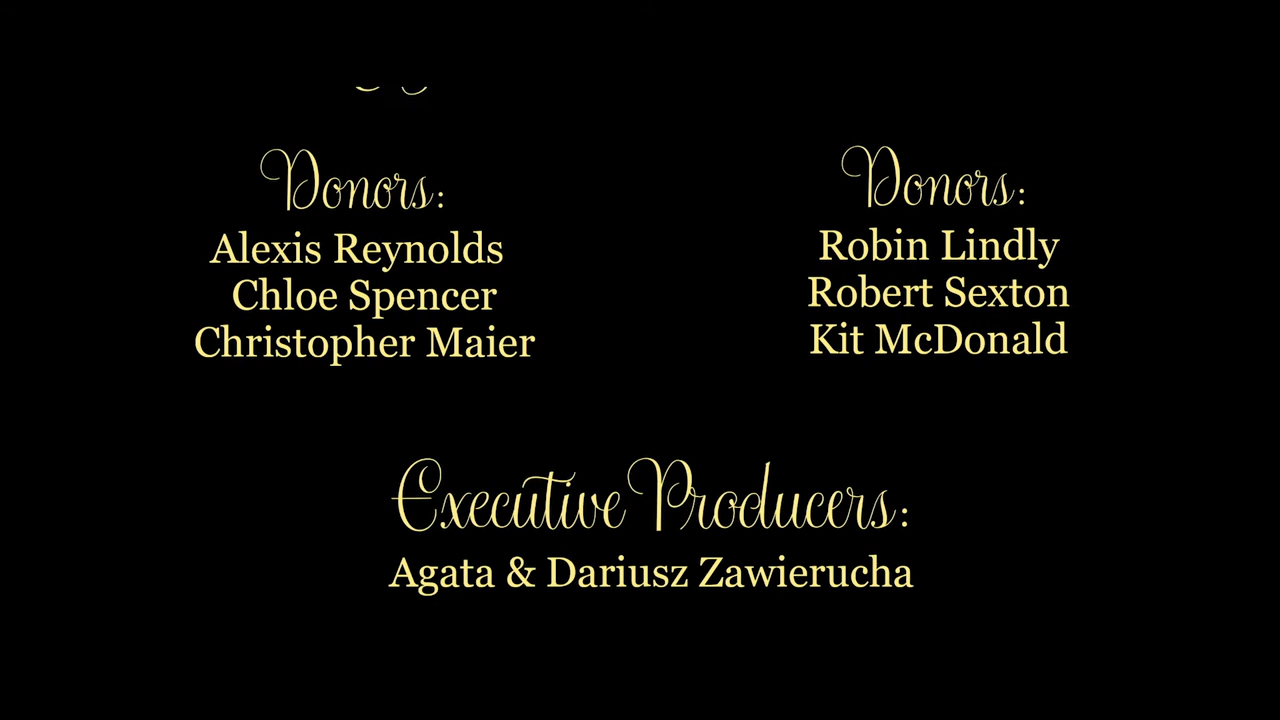 Donors:
Alexis Reynolds
Chloe Spencer
Christopher Maier
Donors:
Robin Lindly
Robert Sexton
Kit McDonald
Executive Producers:
Agata & Dariusz Zawierucha